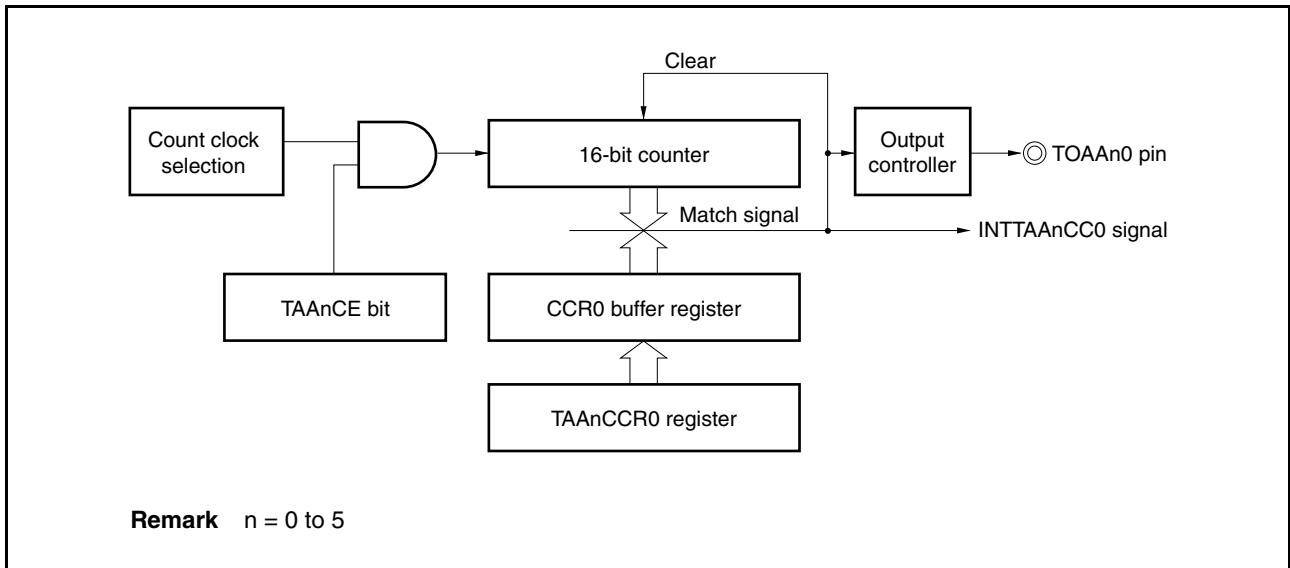 Clear
Count clock
selection
16-bit counter
Output
controller
TOAAn0 pin
Match signal
INTTAAnCC0 signal
TAAnCE bit
CCR0 buffer register
TAAnCCR0 register
Remark n = 0 to 5